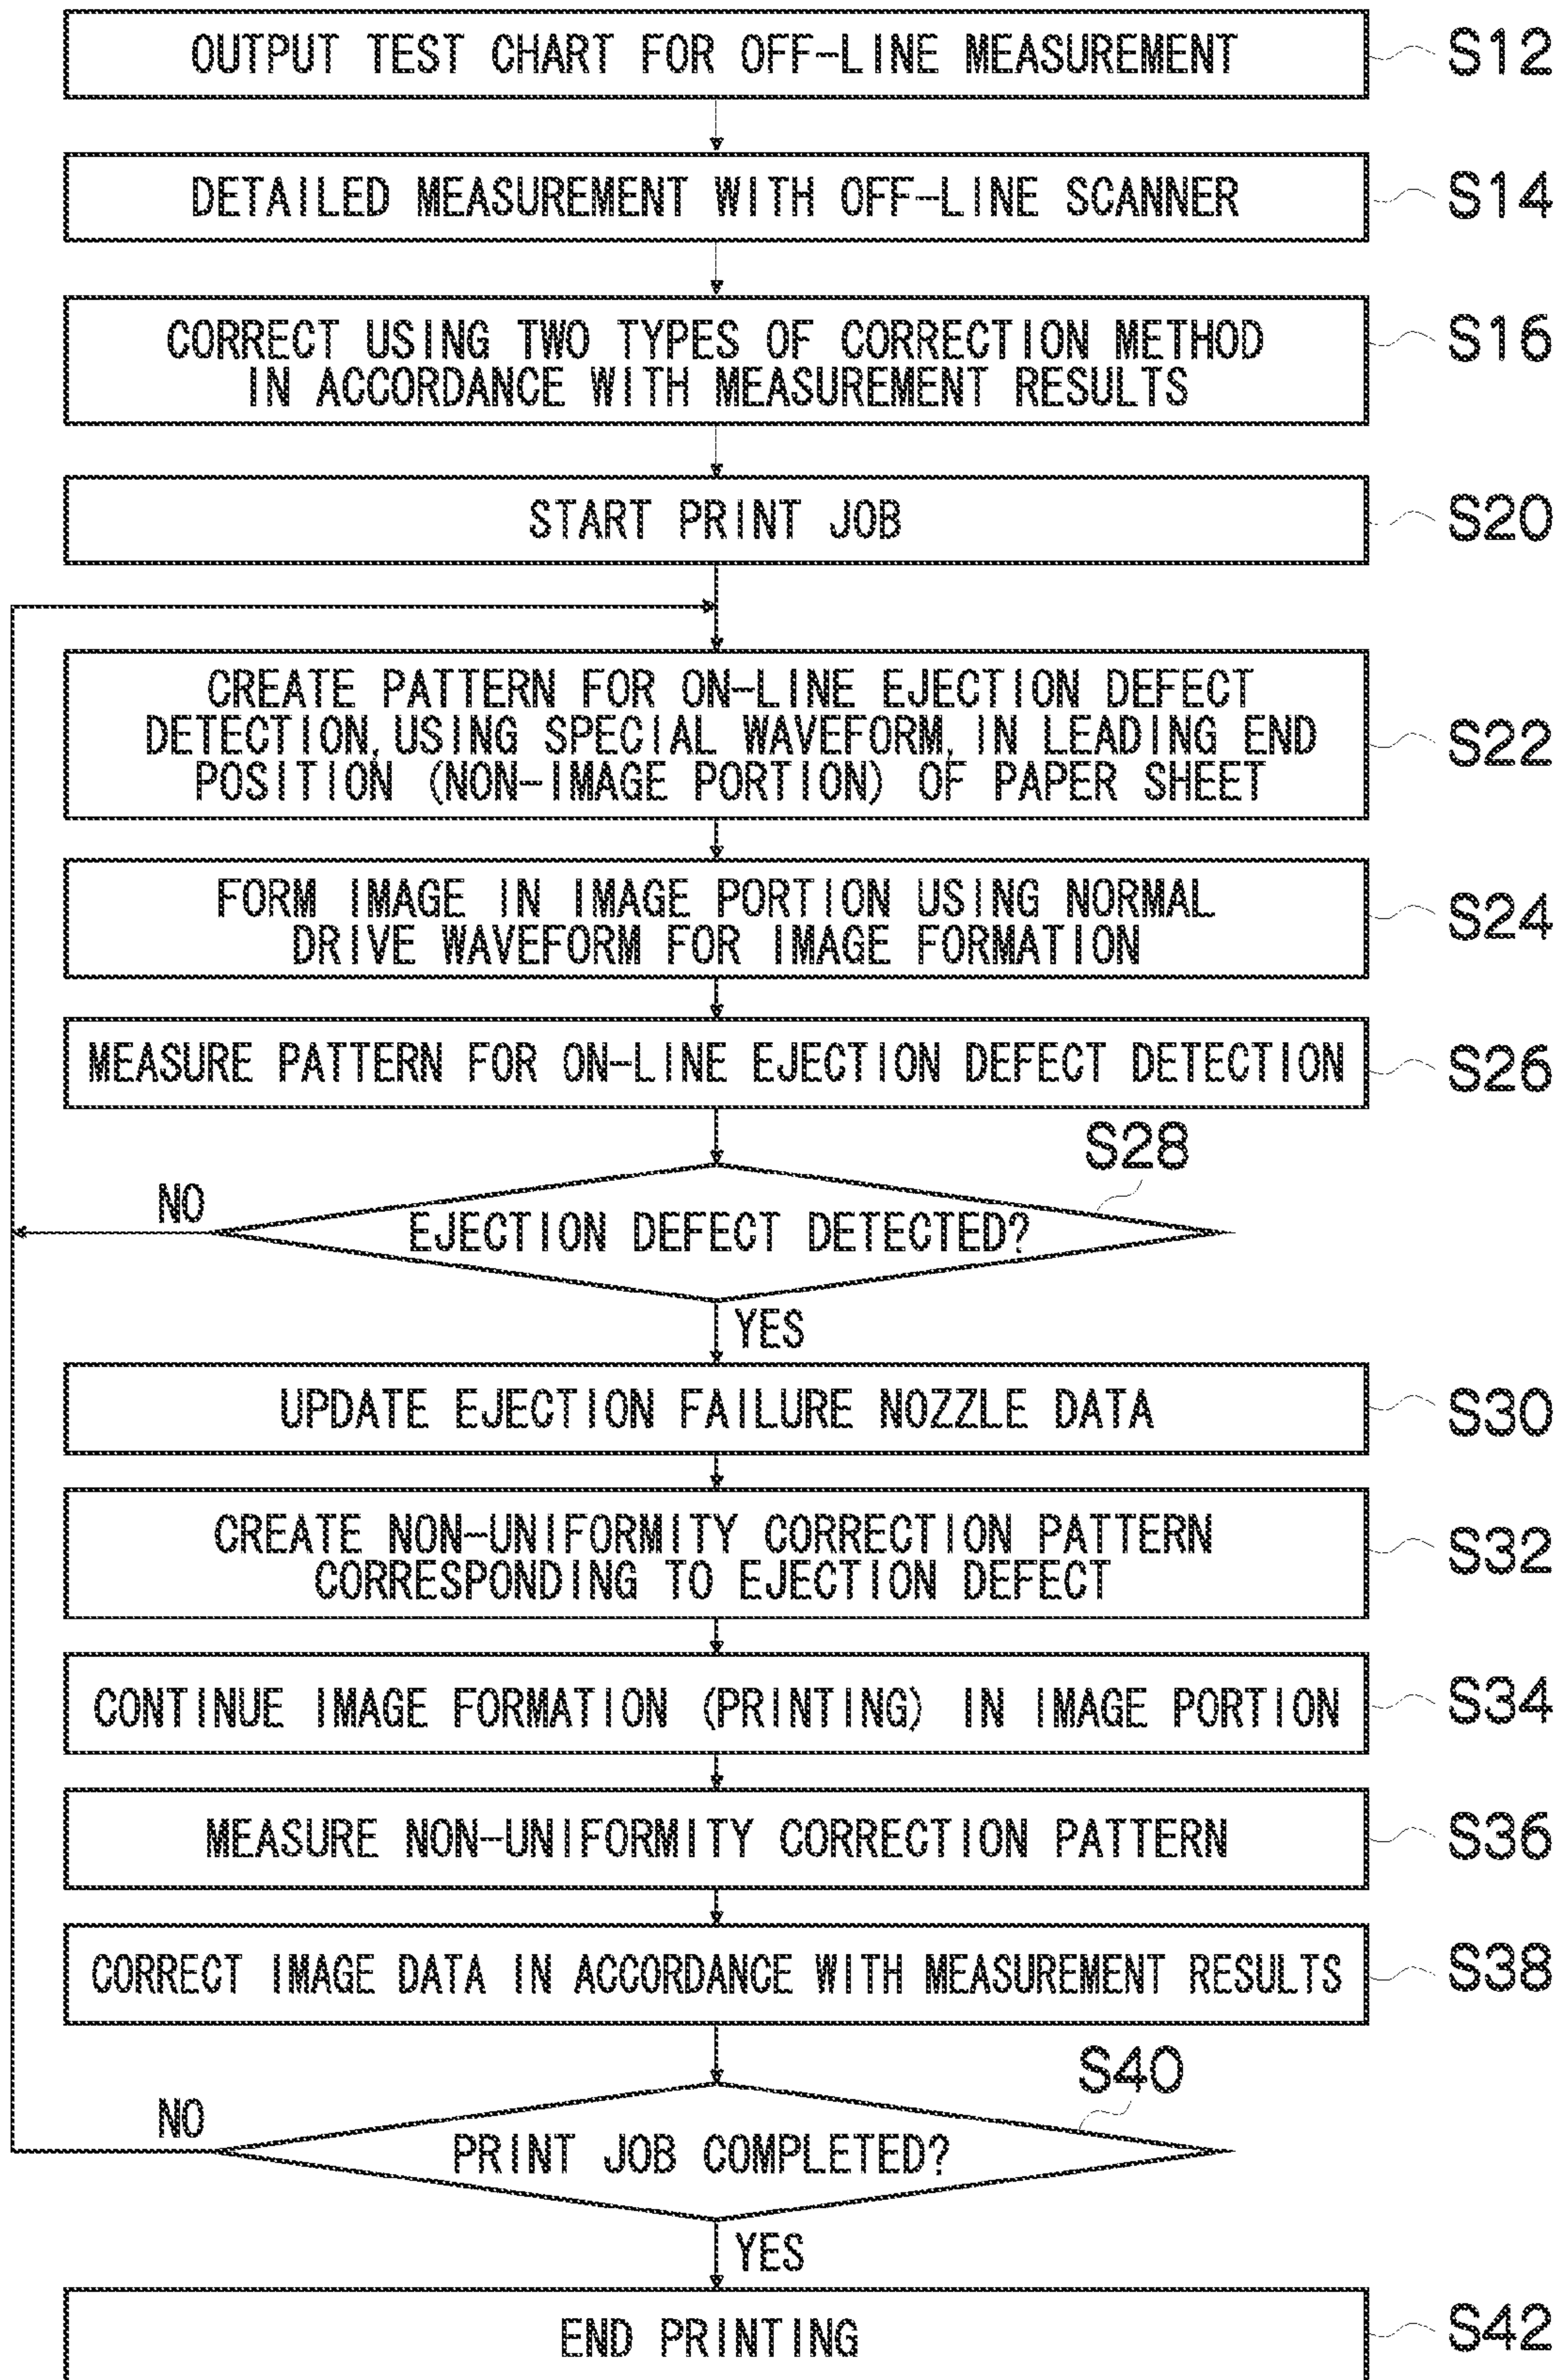 OUTPUT TEST CHART FOR OFF-LINE MEASUREMENT
S12
DETAILED MEASUREMENT WITH OFF-LINE SCANNER
S14
CORRECT USING TWO TYPES OF CORRECTION METHOD
IN ACCORDANCE WITH MEASUREMENT RESULTS
S16
START PRINT JOB
S20
CREATE PATTERN FOR ON-LINE EJECTION DEFECT
DETECTION, USING SPECIAL WAVEFORM, IN LEADING END
POSITION (NON-IMAGE PORTION) OF PAPER SHEET
S22
FORM IMAGE IN IMAGE PORTION USING NORMAL
DRIVE WAVEFORM FOR IMAGE FORMATION
S24
MEASURE PATTERN FOR ON-LINE EJECTION DEFECT DETECTION
S26
S28
NO
EJECTION DEFECT DETECTED?
YES
UPDATE EJECTION FAILURE NOZZLE DATA
S30
CREATE NON-UNIFORMITY CORRECTION PATTERN
CORRESPONDING TO EJECTION DEFECT
S32
CONTINUE IMAGE FORMATION (PRINTING) IN IMAGE PORTION
S34
MEASURE NON-UNIFORMITY CORRECTION PATTERN
S36
CORRECT IMAGE DATA IN ACCORDANCE WITH MEASUREMENT RESULTS
S38
S40
NO
PRINT JOB COMPLETED?
YES
END PRINTING
S42